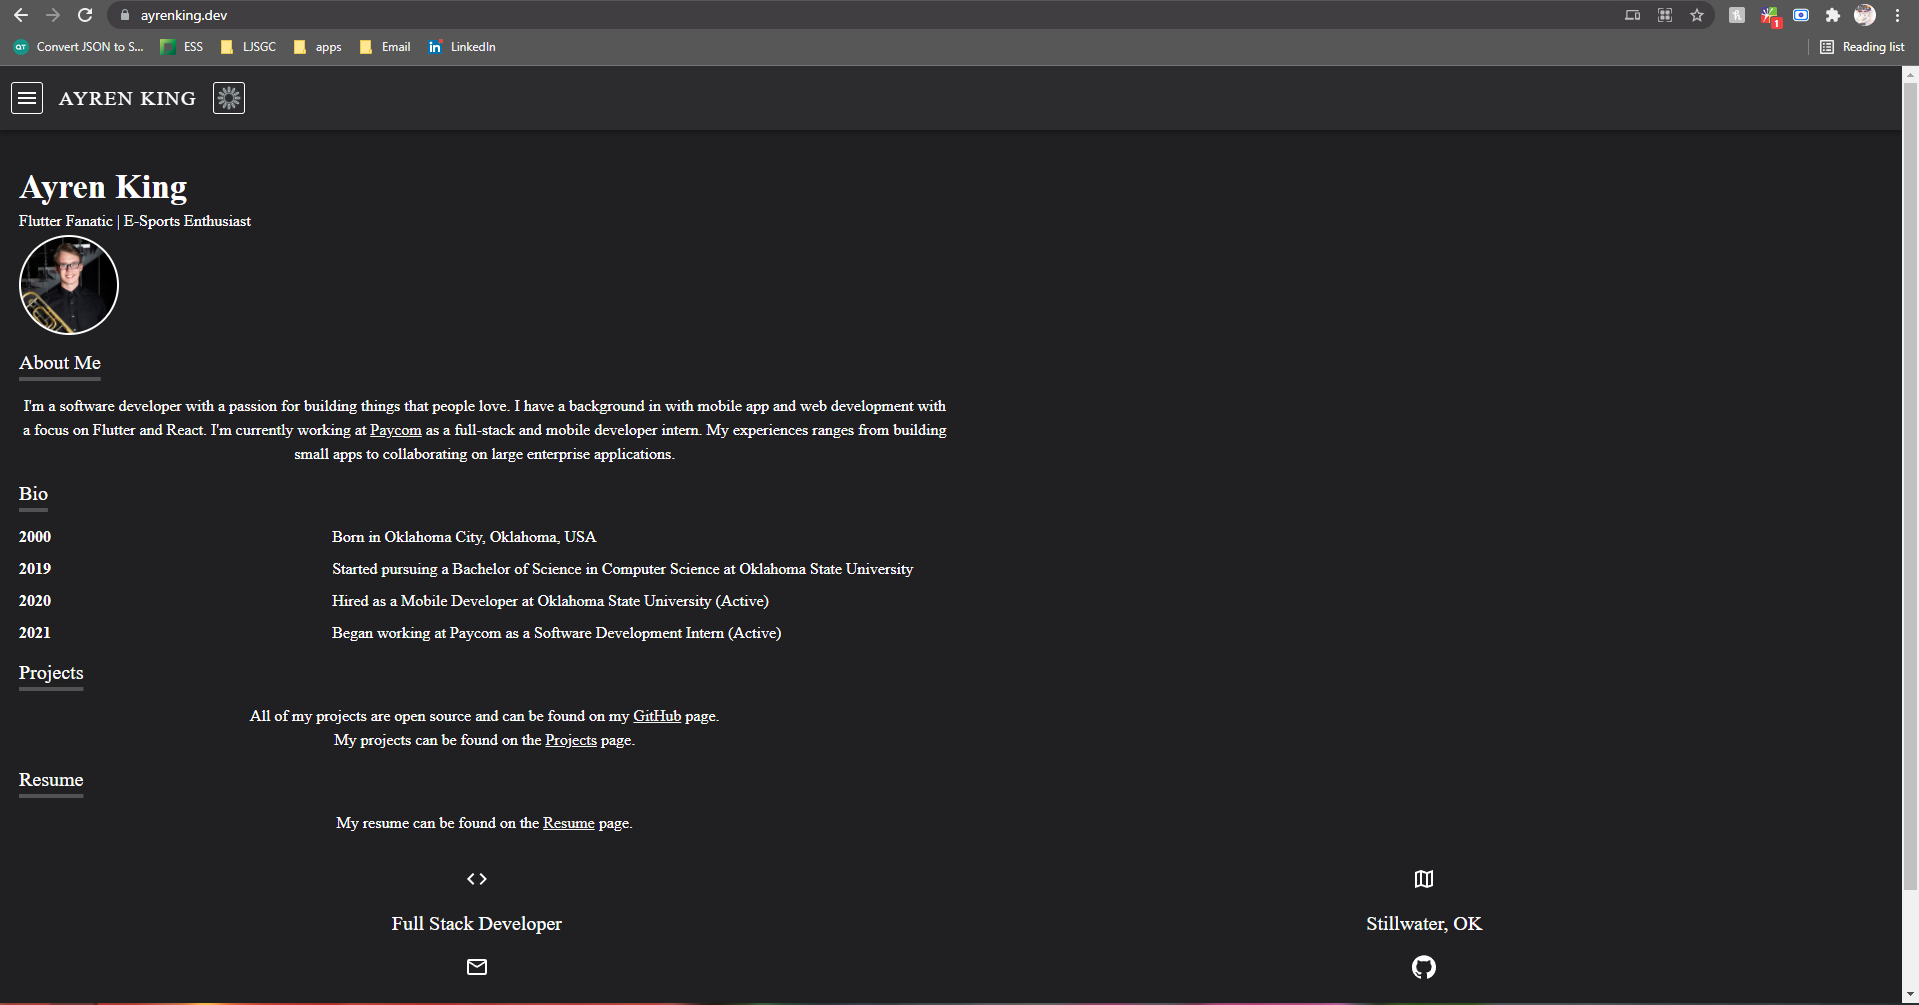 ayrenking.dev
Convert JSON to S...
ESS
LJSGC
apps
Email
LinkedIn
Reading list
AYREN KING
Ayren King
Flutter Fanatic | E-Sports Enthusiast
About Me
I'm a software developer with a passion for building things that people love. I have a background in with mobile app and web development with
a focus on Flutter and React. I'm currently working at Paycom as a full-stack and mobile developer intern. My experiences ranges from building
small apps to collaborating on large enterprise applications.
Bio
2000 Born in Oklahoma City, Oklahoma, USA
2019 Started pursuing a Bachelor of Science in Computer Science at Oklahoma State University
2020 Hired as a Mobile Developer at Oklahoma State University (Active)
2021 Began working at Paycom as a Software Development Intern (Active)
Projects
All of my projects are open source and can be found on my GitHub page.
My projects can be found on the Projects page.
Resume
My resume can be found on the Resume page.
Full Stack Developer
Stillwater, OK